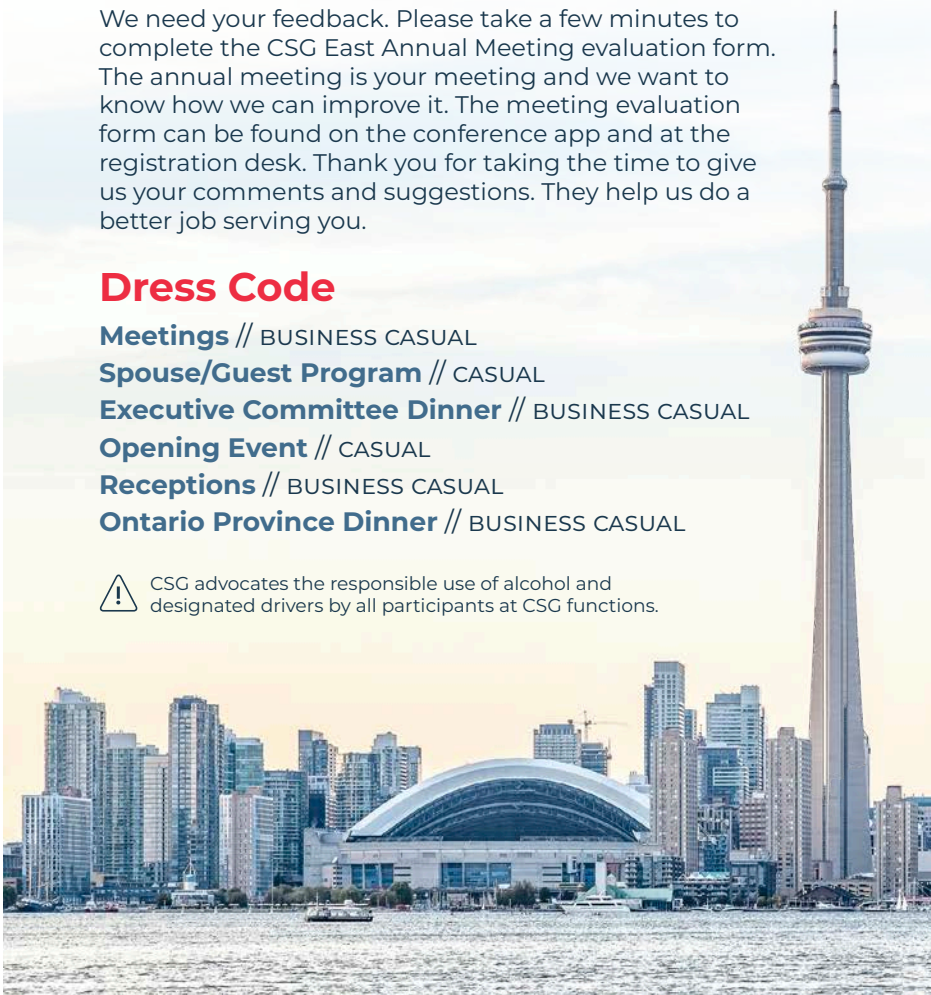 We need your feedback. Please take a few minutes to
complete the CSG East Annual Meeting evaluation form.
The annual meeting is your meeting and we want to
know how we can improve it. The meeting evaluation
form can be found on the conference app and at the
registration desk. Thank you for taking the time to give
us your comments and suggestions. They help us do a
better job serving you.
Dress Code
Meetings // BUSINESS CASUAL
Spouse/Guest Program // CASUAL
Executive Committee Dinner // BUSINESS CASUAL
Opening Event // CASUAL
Receptions // BUSINESS CASUAL
Ontario Province Dinner // BUSINESS CASUAL
CSG advocates the responsible use of alcohol and
designated drivers by all participants at CSG functions.